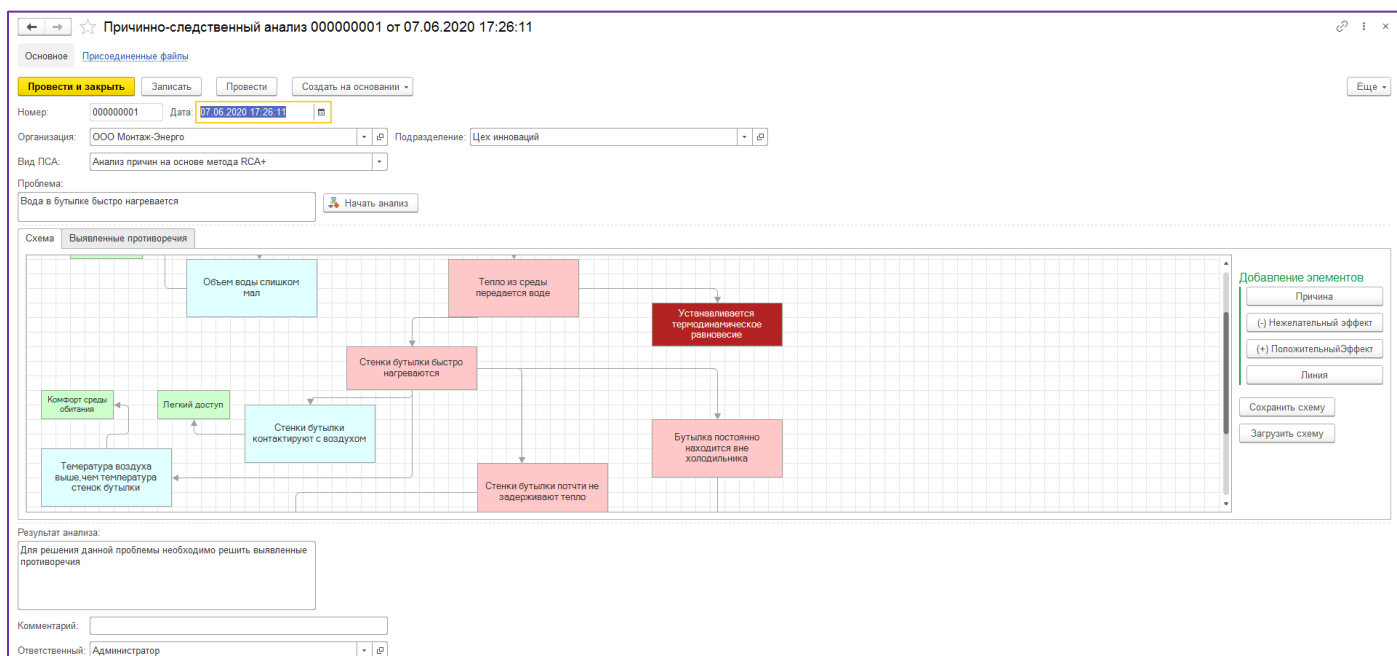 Причинно-следственный анализ 000000001 от 07.06.2020 17:26:11
Основное Присоединенные файлы
Провести и закрыть Записать Провести Создать на основании Еще
Номер: 000000001 Дата: 07.06.2020 17:26:11
Организация: ООО Монтаж-Энерго Подразделение: Цех инноваций
Вид ПСА: Анализ причин на основе метода RCA+
Проблема:
Вода в бутылке быстро нагревается
Начать анализ
Схема Выявленные противоречия
Объем воды слишком
мал
Тепло из среды
передается воде
Устанавливается
термодинамическое
равновесие
Стенки бутылки быстро
нагреваются
Комфорт среды
обитания
Легкий доступ
Стенки бутылки
контактируют с воздухом
Бутылка постоянно
находится вне
холодильника
Темература воздуха
выше,чем температура
стенок бутылки
Стенки бутылки потчти не
задерживают тепло
Добавление элементов
Причина
(-) Нежелательный эффект
(+) ПоложительныйЭффект
Линия
Сохранить схему
Загрузить схему
Результат анализа:
Для решения данной проблемы необходимо решить выявленные
противоречия
Комментарий:
Ответственный: Администратор